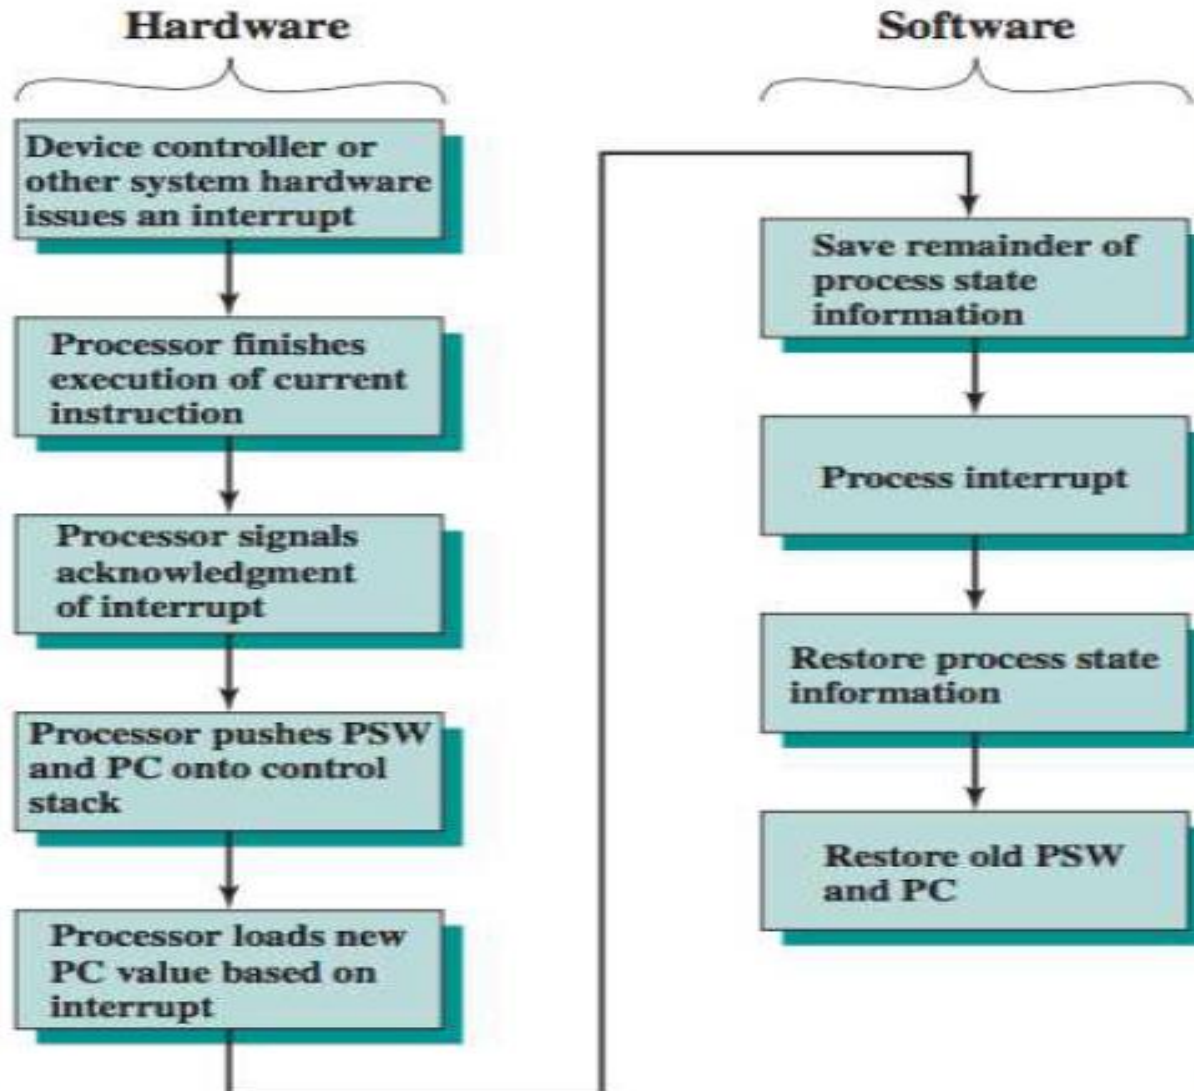 Hardware
Device controller or
other system hardware
issues an interrupt
Processor finishes
execution of current
instruction
Processor signals
acknowledgment
of interrupt
Processor pushes PSW
and PC onto control
stack
Processor loads new
PC value based on
interrupt
Software
Save remainder of
process state
information
Process interrupt
Restore process state
information
Restore old PSW
and PC